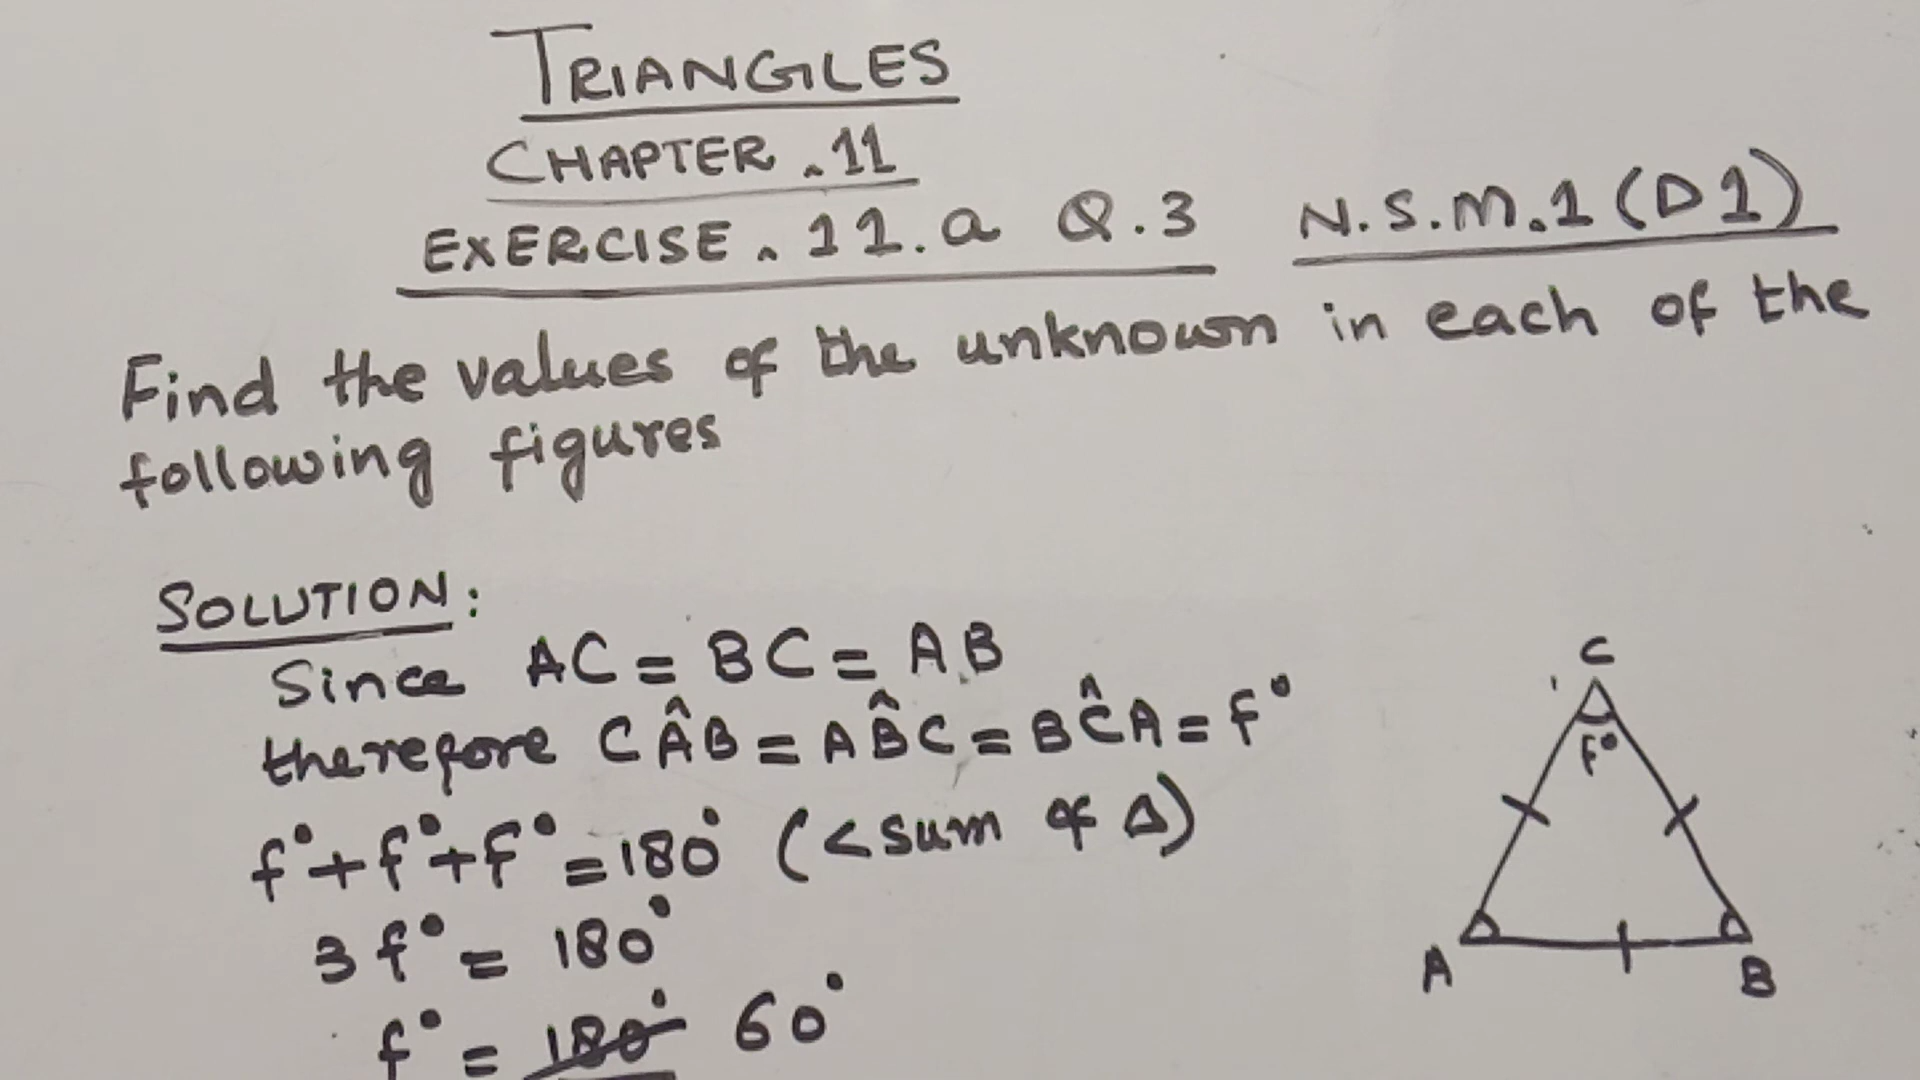 TRIANGLES
CHAPTER.11
EXERCISE.11.a Q.3 N.S.M.1(D1)
Find the values of the unknown in each of the
following figures
SOLUTION:
Since AC = BC = AB
therefore CÂB = AB̂C = BĈA = f°
f°+f°+f° = 180° (<sum of Δ)
3f° = 180°
f° = 180° 60°
C
f°
A
B